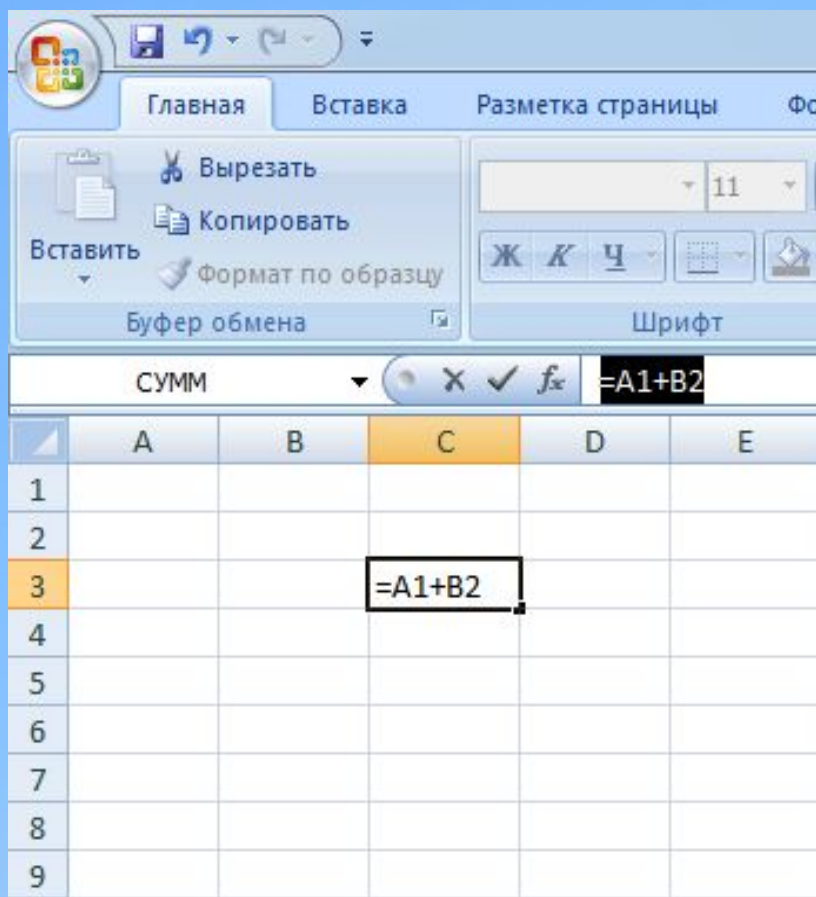 Главная Вставка Разметка страницы Фо
Вставить
Вырезать
Копировать
Формат по образцу
Буфер обмена
11
Ж К Ч
Шрифт
СУММ fx =A1+B2
A B C D E
1
2
3 =A1+B2
4
5
6
7
8
9